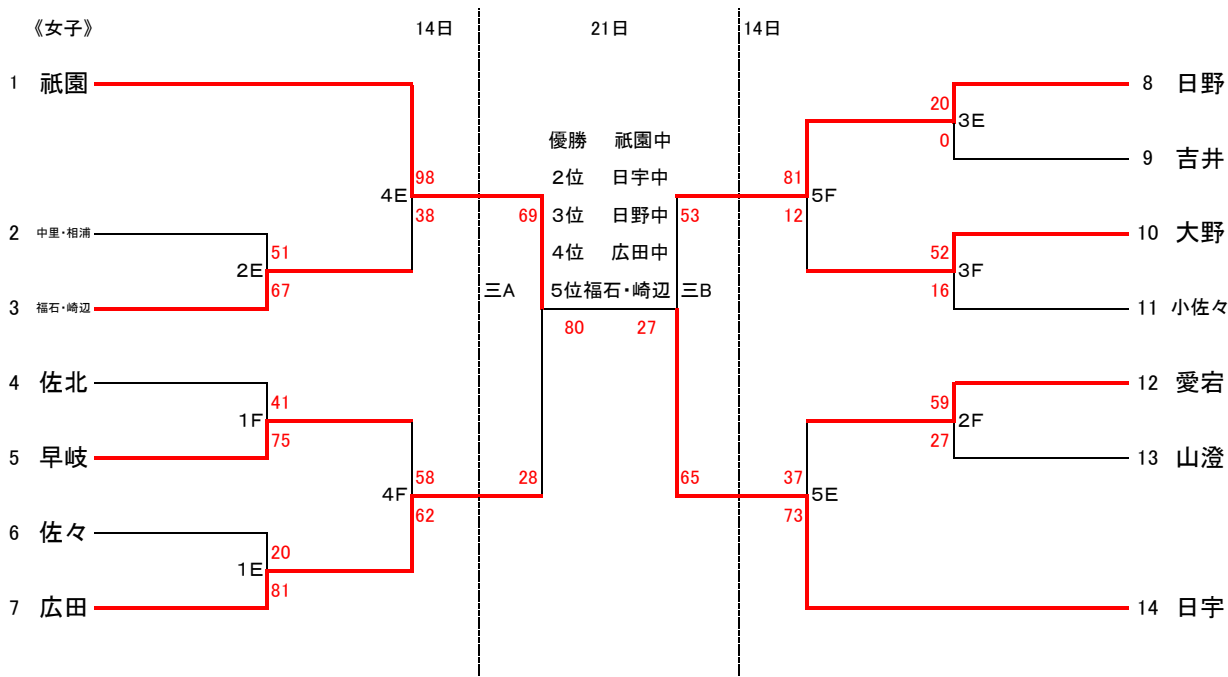 《女子》 14日 21日 14日
1 祇園
2 中里・相浦
3 福石・崎辺
4 佐北
5 早岐
6 佐々
7 広田
2E
51
67
1F
41
75
1E
20
81
4E
98
38
4F
58
62
三A
69
28
優勝 祇園中
2位 日宇中
3位 日野中
4位 広田中
5位福石・崎辺
80 27
三B
53
65
5F
81
12
5E
37
73
3E
20
0
3F
52
16
2F
59
27
8 日野
9 吉井
10 大野
11 小佐々
12 愛宕
13 山澄
14 日宇